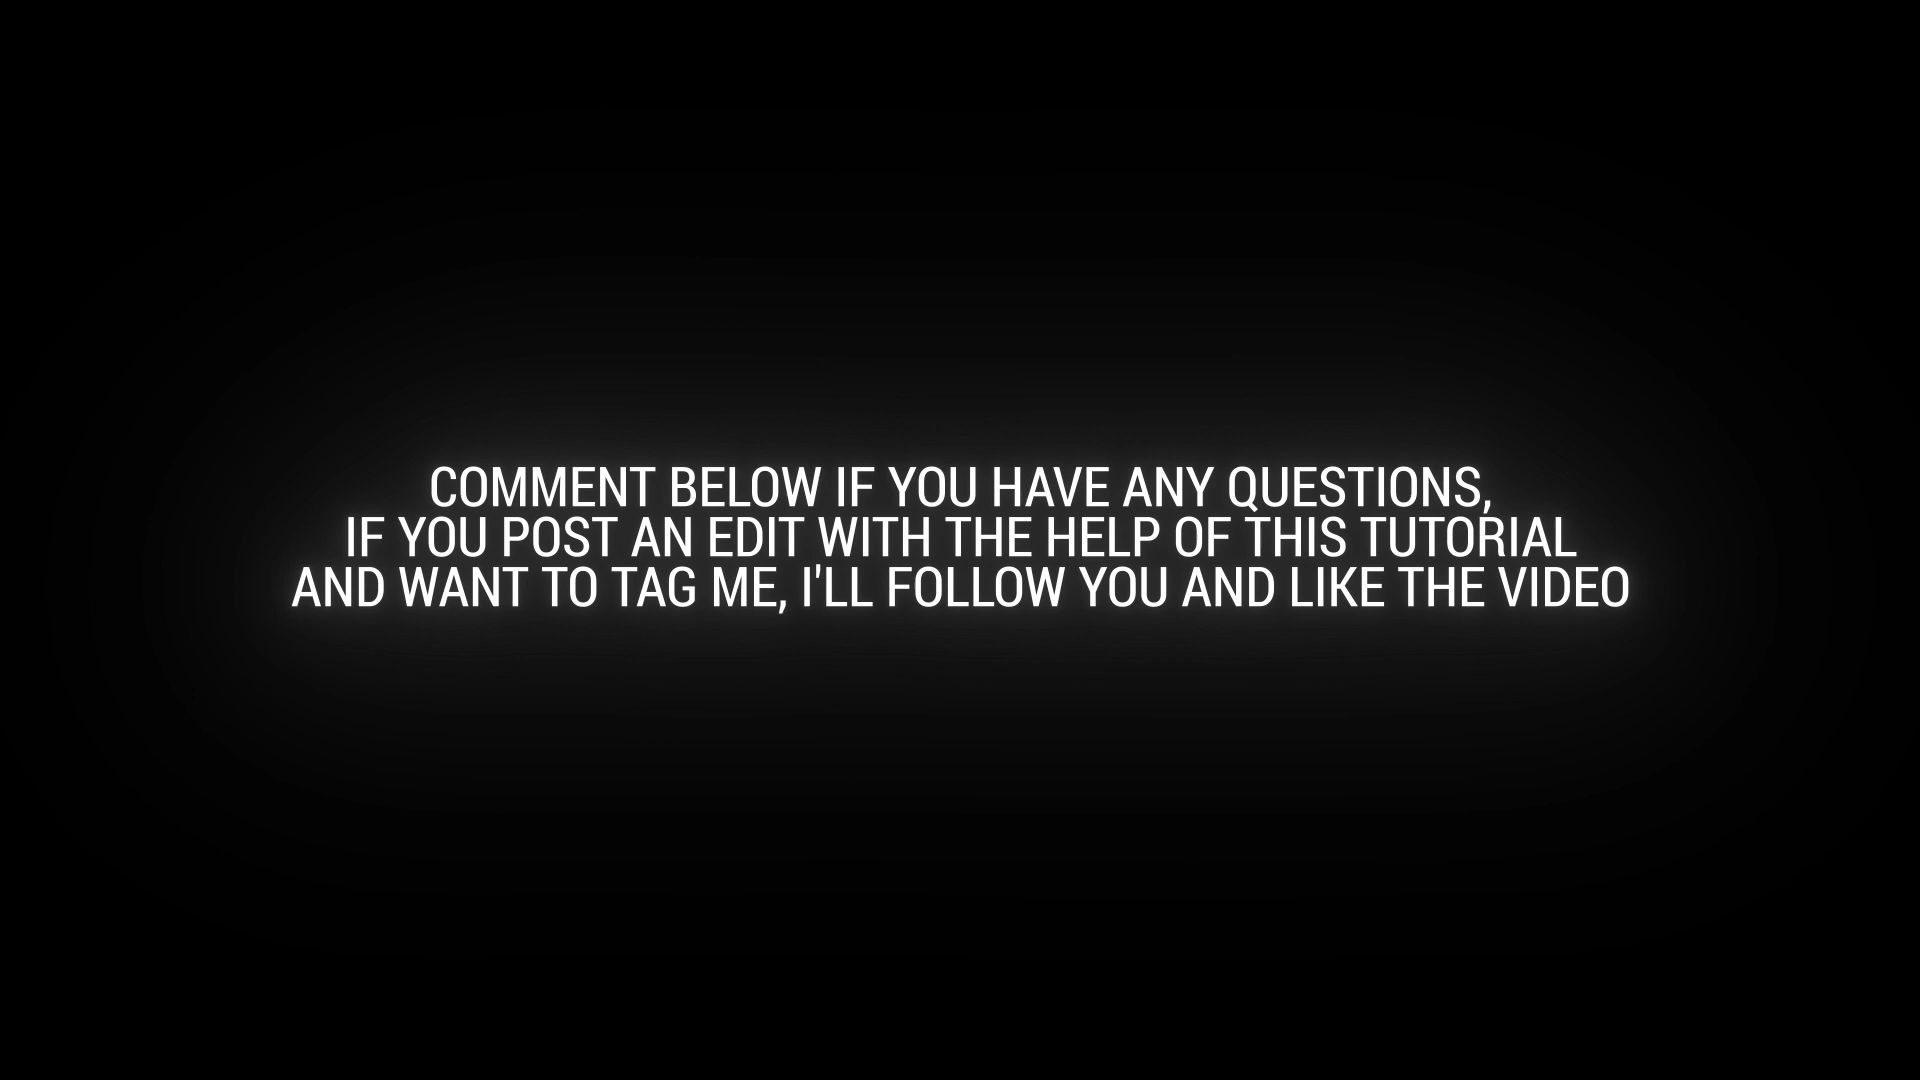 COMMENT BELOW IF YOU HAVE ANY QUESTIONS,
IF YOU POST AN EDIT WITH THE HELP OF THIS TUTORIAL
AND WANT TO TAG ME, I'LL FOLLOW YOU AND LIKE THE VIDEO